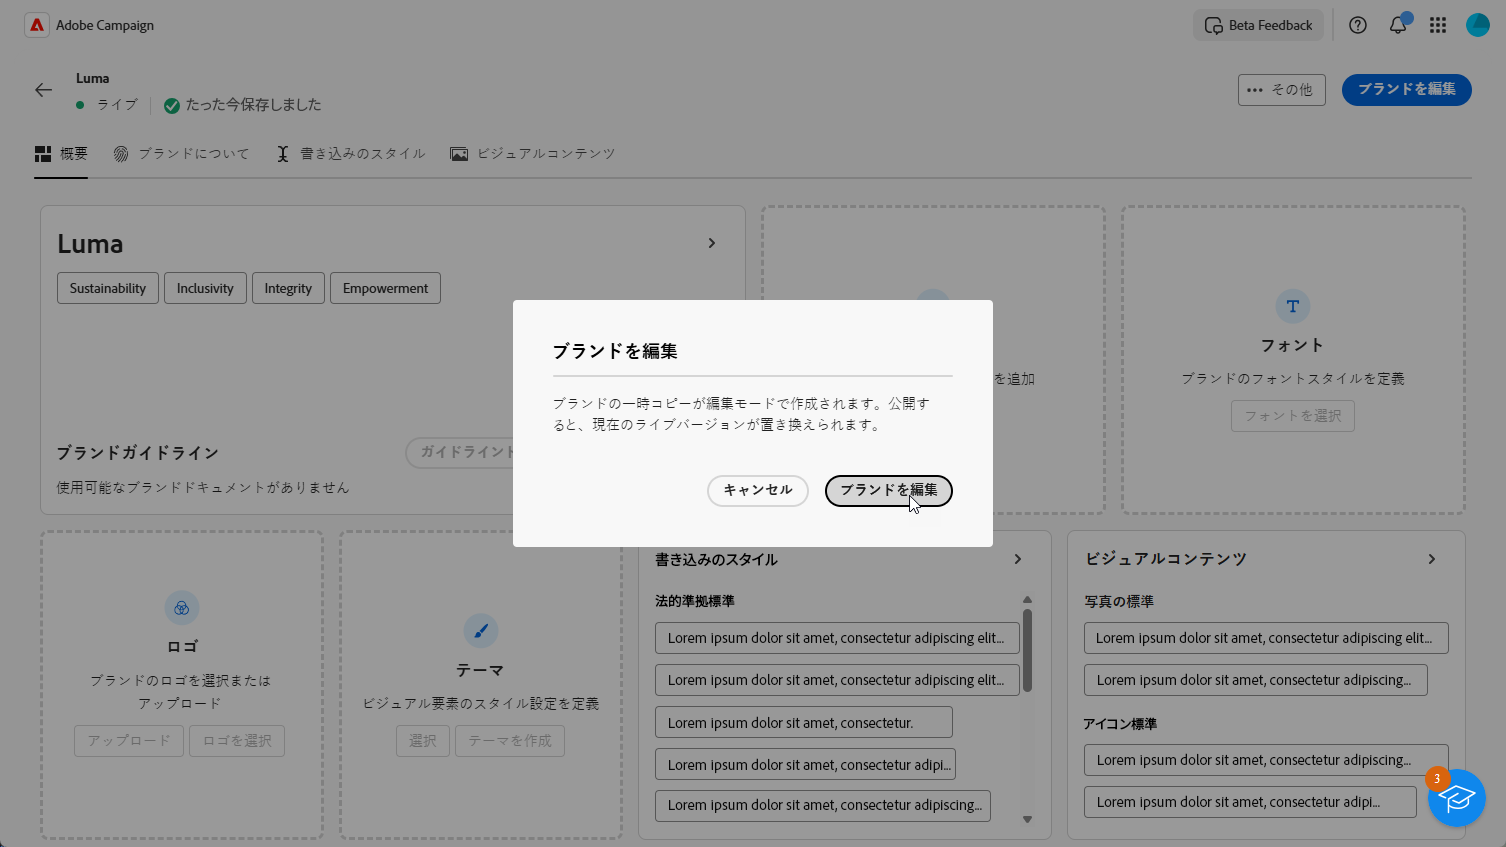 Adobe Campaign
Beta Feedback
Luma
ライブ
たった今保存しました
その他
ブランドを編集
概要
ブランドについて
書き込みのスタイル
ビジュアルコンテンツ
Luma
Sustainability
Inclusivity
Integrity
Empowerment
ブランドガイドライン
ガイドライント
使用可能なブランドドキュメントがありません
を追加
フォント
ブランドのフォントスタイルを定義
フォントを選択
ブランドを編集
ブランドの一時コピーが編集モードで作成されます。公開す
ると、現在のライブバージョンが置き換えられます。
キャンセル
ブランドを編集
ロゴ
ブランドのロゴを選択または
アップロード
アップロード
ロゴを選択
テーマ
ビジュアル要素のスタイル設定を定義
選択
テーマを作成
書き込みのスタイル
法的準拠標準
Lorem ipsum dolor sit amet, consectetur adipiscing elit...
Lorem ipsum dolor sit amet, consectetur adipiscing elit...
Lorem ipsum dolor sit amet, consectetur.
Lorem ipsum dolor sit amet, consectetur adipi...
Lorem ipsum dolor sit amet, consectetur adipiscing...
ビジュアルコンテンツ
写真の標準
Lorem ipsum dolor sit amet, consectetur adipiscing elit...
Lorem ipsum dolor sit amet, consectetur adipiscing...
アイコン標準
Lorem ipsum dolor sit amet, consectetur adipiscing...
Lorem ipsum dolor sit amet, consectetur adipi...
3